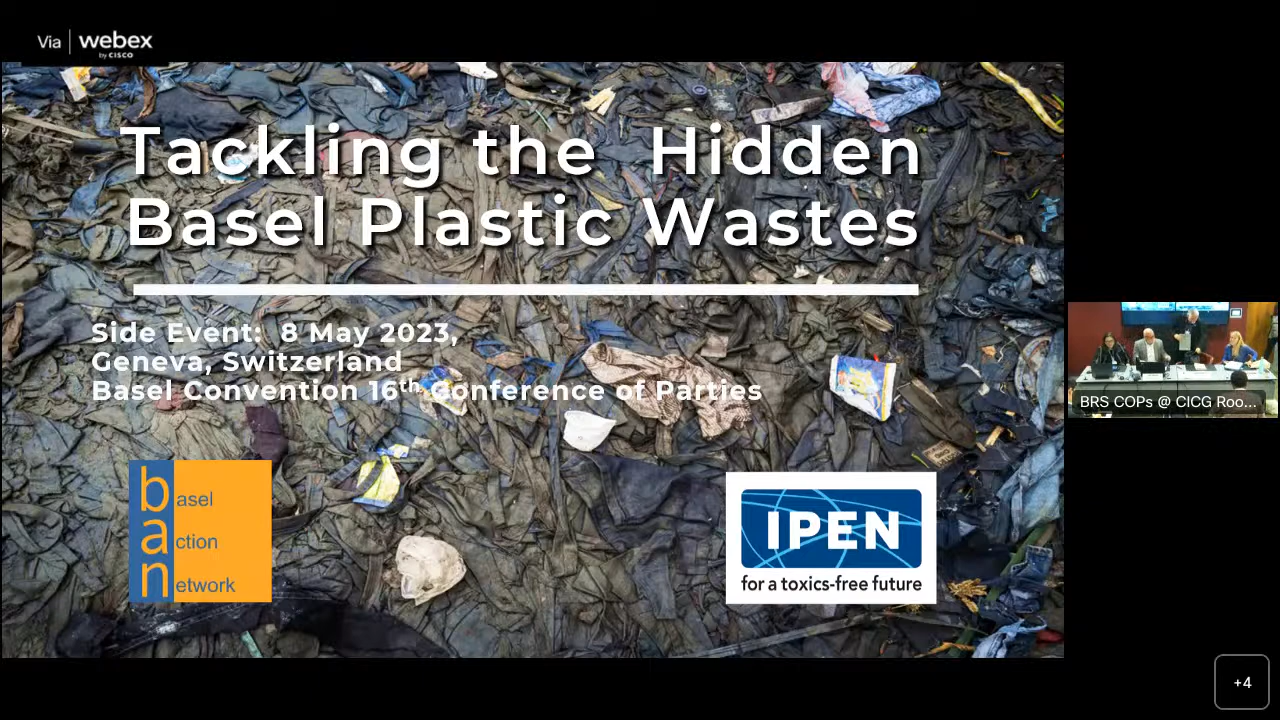 Via | webex
by CISCO
Tackling the Hidden
Basel Plastic Wastes
Side Event: 8 May 2023,
Geneva, Switzerland
Basel Convention 16th Conference of Parties
basel
action
network
IPEN
for a toxics-free future
BRS COPs @ CICG Roo...
+4